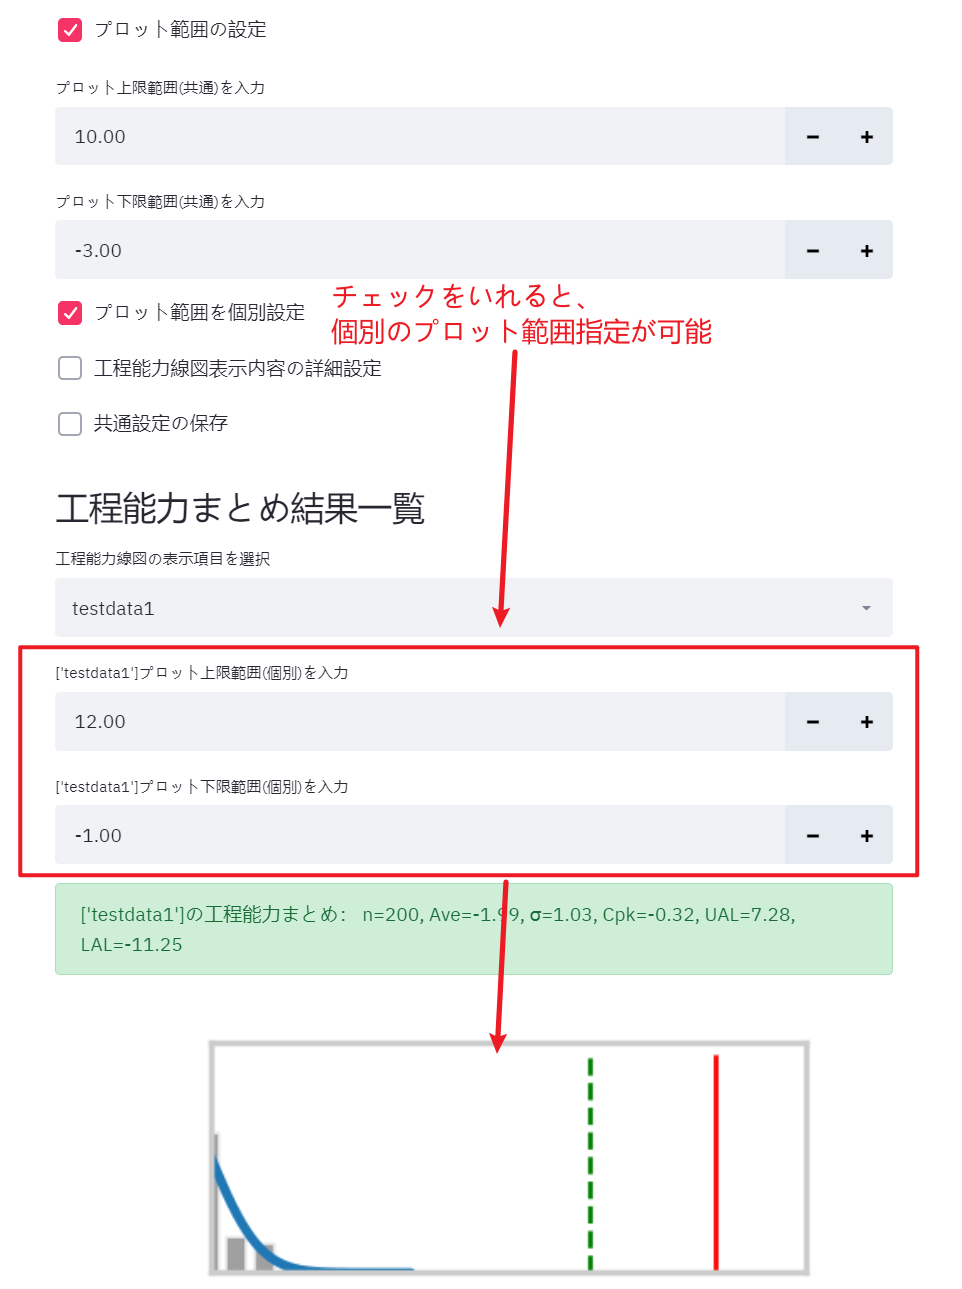 プロット範囲の設定
プロット上限範囲(共通)を入力
10.00
プロット下限範囲(共通)を入力
-3.00
プロット範囲を個別設定
チェックをいれると、
個別のプロット範囲指定が可能
工程能力線図表示内容の詳細設定
共通設定の保存
工程能力まとめ結果一覧
工程能力線図の表示項目を選択
testdata1
['testdata1']プロット上限範囲(個別)を入力
12.00
['testdata1']プロット下限範囲(個別)を入力
-1.00
['testdata1']の工程能力まとめ： n=200, Ave=-1.99, σ=1.03, Cpk=-0.32, UAL=7.28,
LAL=-11.25